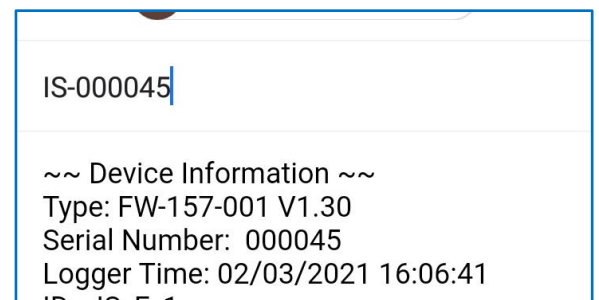 IS-000045
~~ Device Information ~~
Type: FW-157-001 V1.30
Serial Number:  000045
Logger Time: 02/03/2021 16:06:41